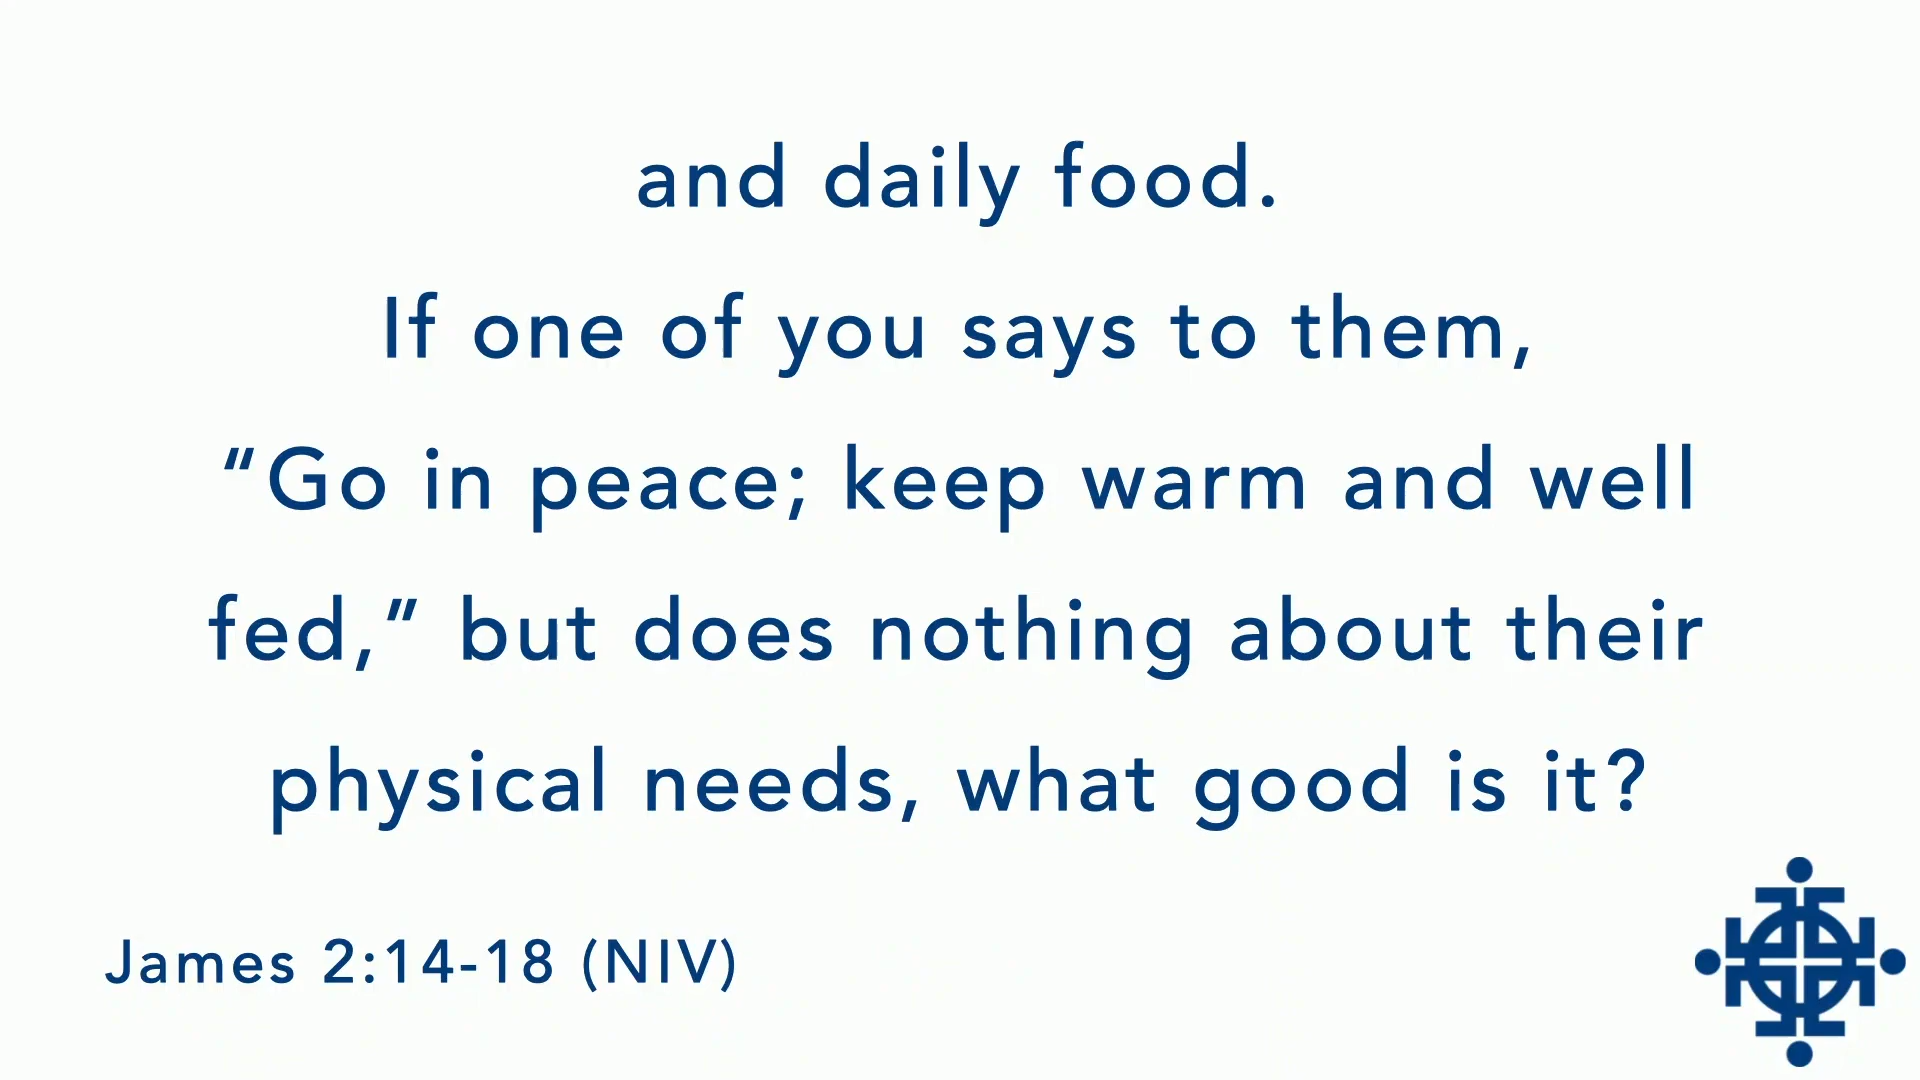 and daily food.
If one of you says to them,
“Go in peace; keep warm and well
fed,” but does nothing about their
physical needs, what good is it?
James 2:14-18 (NIV)